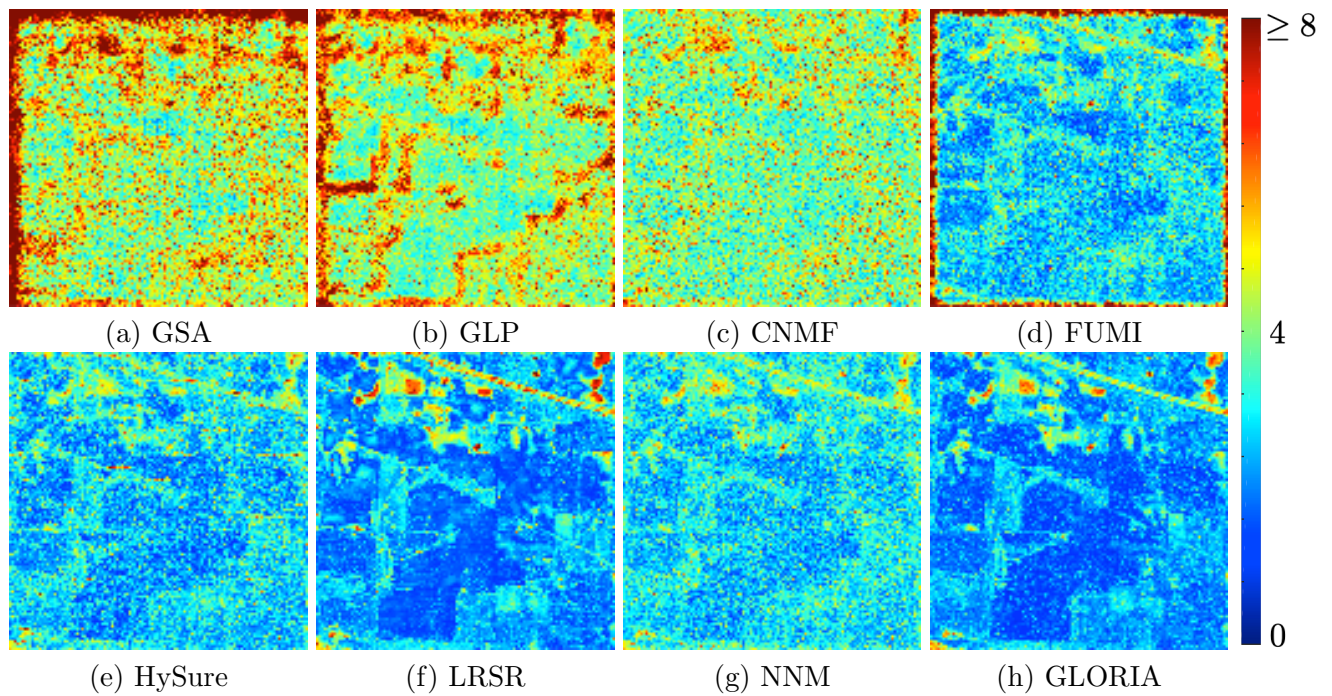 ≥ 8
(a) GSA
(b) GLP
(c) CNMF
(d) FUMI
4
(e) HySure
(f) LRSR
(g) NNM
(h) GLORIA
0